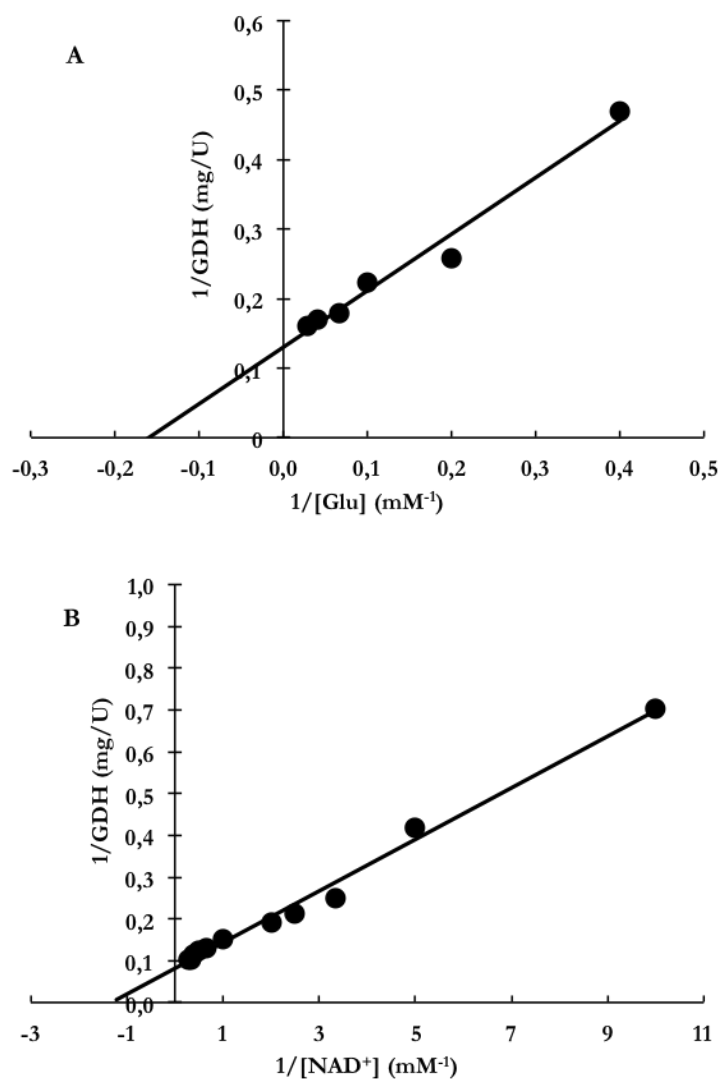 A
0,6
0,5
0,4
0,3
0,2
0,1
0
1/GDH (mg/U)
-0,3 -0,2 -0,1 0,0 0,1 0,2 0,3 0,4 0,5
1/[Glu] (mM⁻¹)
B
1,0
0,9
0,8
0,7
0,6
0,5
0,4
0,3
0,2
0,1
0,0
1/GDH (mg/U)
-3 -1 1 3 5 7 9 11
1/[NAD⁺] (mM⁻¹)